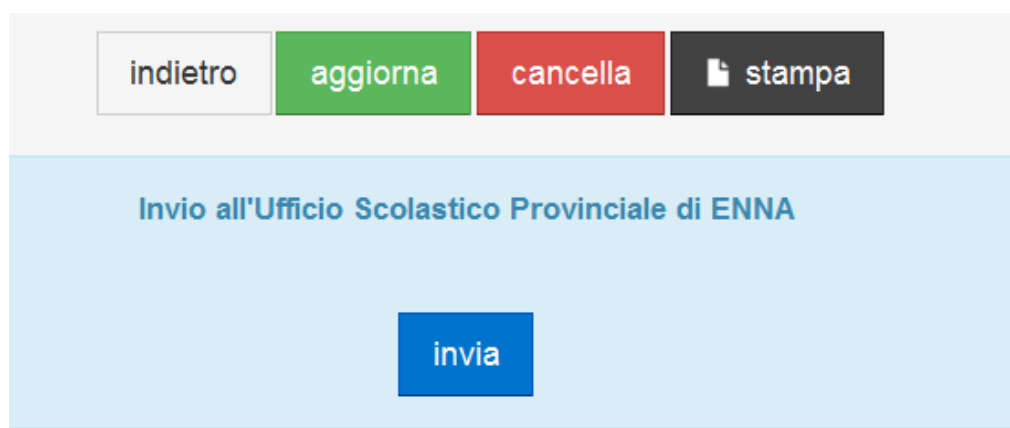 indietro aggiorna cancella stampa
Invio all'Ufficio Scolastico Provinciale di ENNA
invia